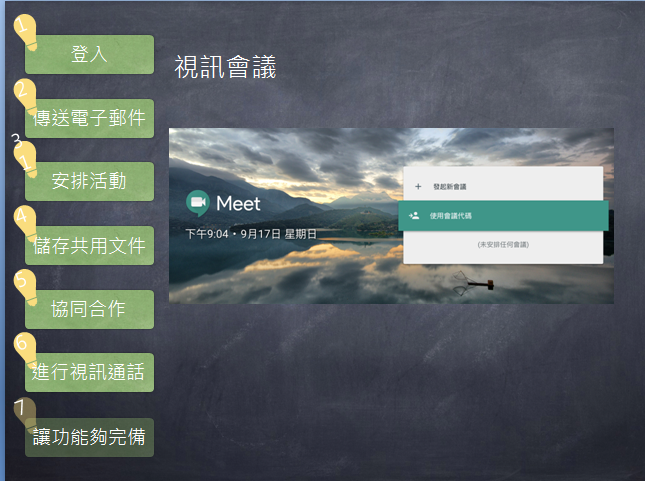 1
登入
2
傳送電子郵件
3
1
安排活動
4
儲存共用文件
5
協同合作
6
進行視訊通話
7
讓功能夠完備
視訊會議
Meet
下午9:04 • 9月17日 星期日
+ 發起新會議
使用會議代碼
(未安排任何會議)